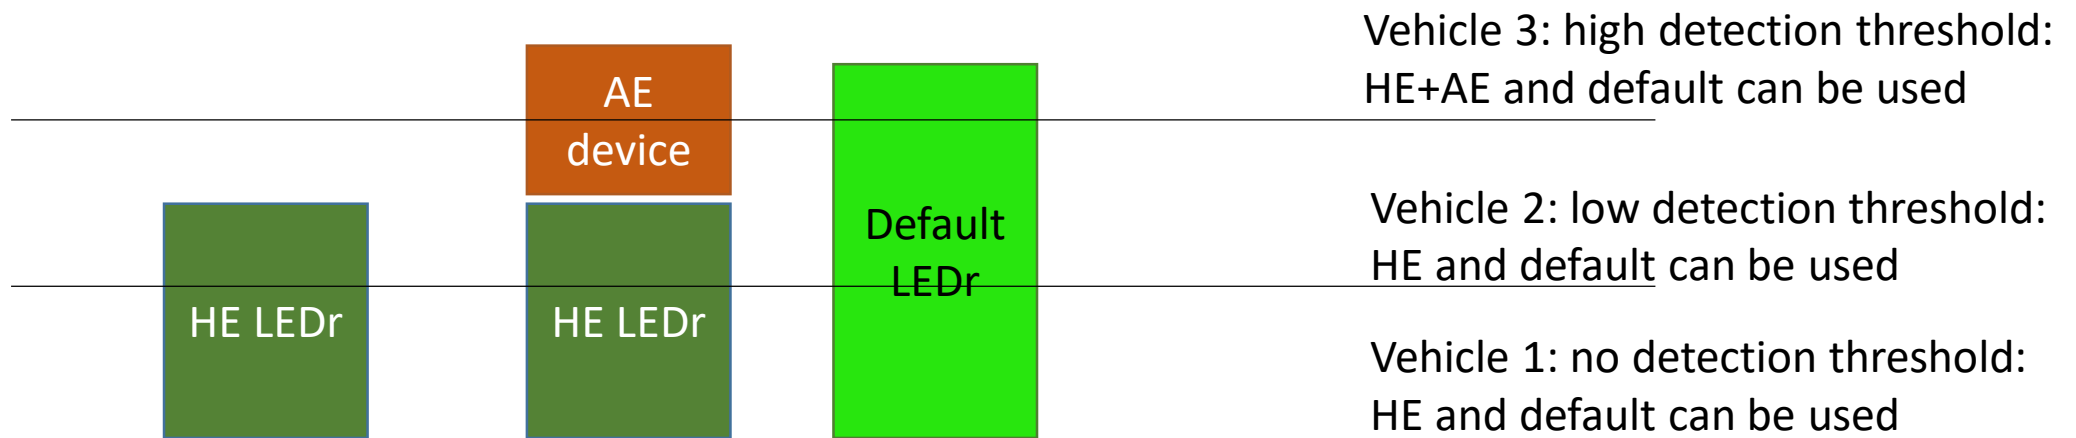 Vehicle 3: high detection threshold:
HE+AE and default can be used
AE
device
Default
LEDr
Vehicle 2: low detection threshold:
HE and default can be used
HE LEDr
HE LEDr
Vehicle 1: no detection threshold:
HE and default can be used